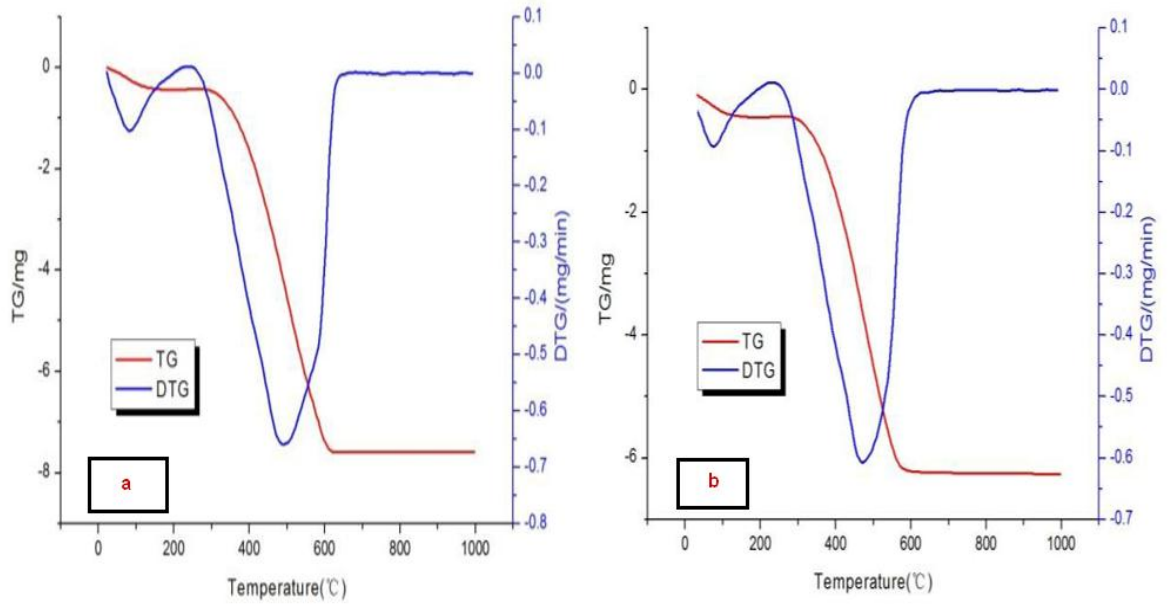 0.1
0
0.0
-0.1
-2
-0.2
TG/mg
-0.3
DTG/(mg/min)
-4
-0.4
TG
-0.5
DTG
-6
-0.6
-0.7
-8
a
-0.8
0 200 400 600 800 1000
Temperature(℃)
0.1
0
0.0
-0.1
-2
-0.2
TG/mg
-0.3
DTG/(mg/min)
-4
-0.4
TG
DTG
-0.5
-6
-0.6
b
-0.7
0 200 400 600 800 1000
Temperature(℃)